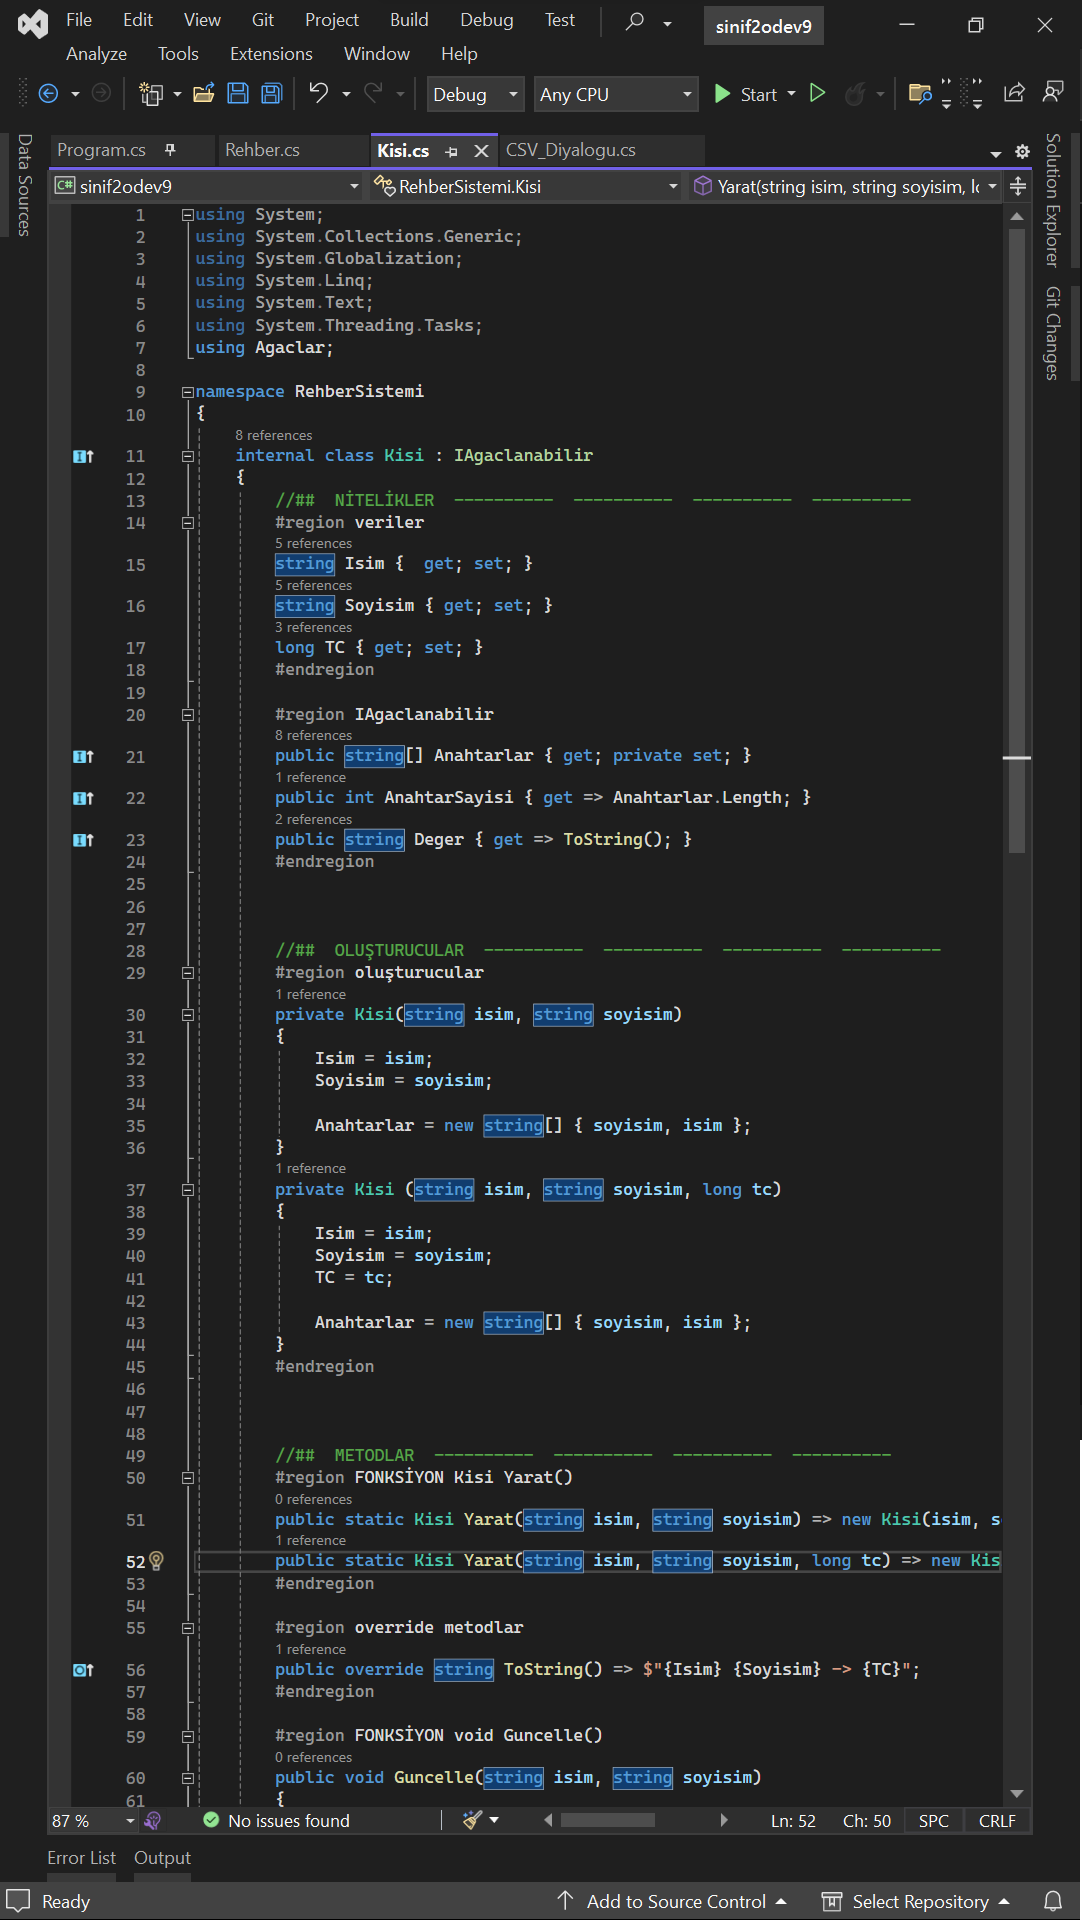 File Edit View Git Project Build Debug Test sinif2odev9
Analyze Tools Extensions Window Help
Debug Any CPU Start
Data Sources
Program.cs Rehber.cs Kisi.cs CSV_Diyalogu.cs
Solution Explorer
Git Changes
C# sinif2odev9 RehberSistemi.Kisi Yarat(string isim, string soyisim, lo
1 using System;
2 using System.Collections.Generic;
3 using System.Globalization;
4 using System.Linq;
5 using System.Text;
6 using System.Threading.Tasks;
7 using Agaclar;
8
9 namespace RehberSistemi
10 {
8 references
11 internal class Kisi : IAgaclanabilir
12 {
13 //## NİTELİKLER ---------- ---------- ---------- ----------
14 #region veriler
5 references
15 string Isim {  get; set; }
5 references
16 string Soyisim { get; set; }
3 references
17 long TC { get; set; }
18 #endregion
19
20 #region IAgaclanabilir
8 references
21 public string[] Anahtarlar { get; private set; }
1 reference
22 public int AnahtarSayisi { get => Anahtarlar.Length; }
2 references
23 public string Deger { get => ToString(); }
24 #endregion
25
26
27
28 //## OLUŞTURUCULAR ---------- ---------- ---------- ----------
29 #region oluşturucular
1 reference
30 private Kisi(string isim, string soyisim)
31 {
32 Isim = isim;
33 Soyisim = soyisim;
34
35 Anahtarlar = new string[] { soyisim, isim };
36 }
1 reference
37 private Kisi (string isim, string soyisim, long tc)
38 {
39 Isim = isim;
40 Soyisim = soyisim;
41 TC = tc;
42
43 Anahtarlar = new string[] { soyisim, isim };
44 }
45 #endregion
46
47
48
49 //## METODLAR ---------- ---------- ---------- ----------
50 #region FONKSİYON Kisi Yarat()
0 references
51 public static Kisi Yarat(string isim, string soyisim) => new Kisi(isim, s
1 reference
52 public static Kisi Yarat(string isim, string soyisim, long tc) => new Kis
53 #endregion
54
55 #region override metodlar
1 reference
56 public override string ToString() => $"{Isim} {Soyisim} -> {TC}";
57 #endregion
58
59 #region FONKSİYON void Guncelle()
0 references
60 public void Guncelle(string isim, string soyisim)
61 {
87 % No issues found Ln: 52 Ch: 50 SPC CRLF
Error List Output
Ready Add to Source Control Select Repository